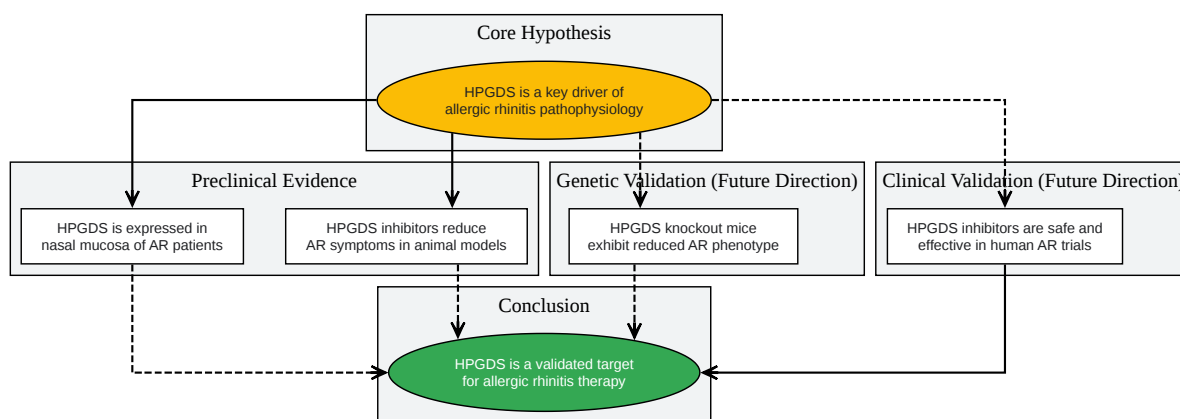 Core Hypothesis
HPGDS is a key driver of
allergic rhinitis pathophysiology
Preclinical Evidence
HPGDS is expressed in
nasal mucosa of AR patients
HPGDS inhibitors reduce
AR symptoms in animal models
Genetic Validation (Future Direction)
HPGDS knockout mice
exhibit reduced AR phenotype
Clinical Validation (Future Direction)
HPGDS inhibitors are safe and
effective in human AR trials
Conclusion
HPGDS is a validated target
for allergic rhinitis therapy